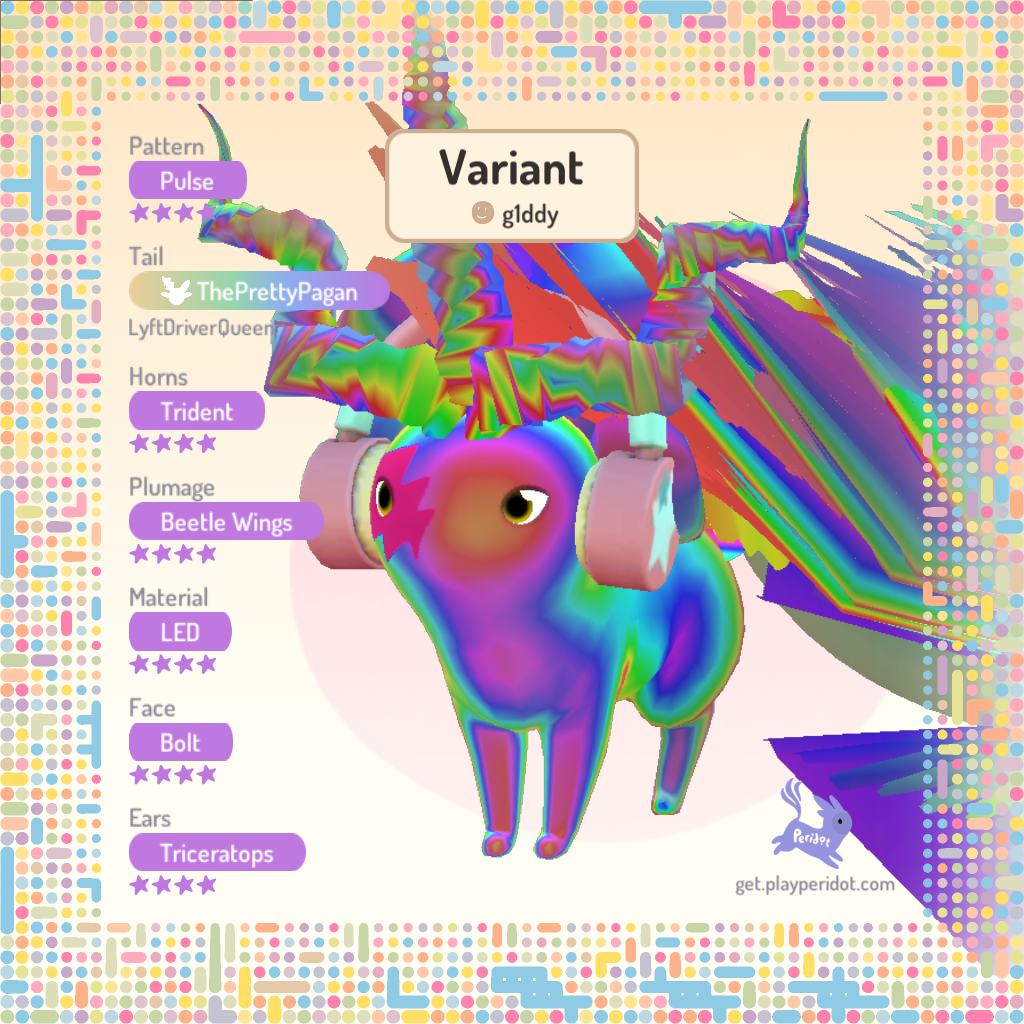 Variant
g1ddy
Pattern
Pulse
Tail
ThePrettyPagan
LyftDriverQueen
Horns
Trident
Plumage
Beetle Wings
Material
LED
Face
Bolt
Ears
Triceratops
Peridot
get.playperidot.com